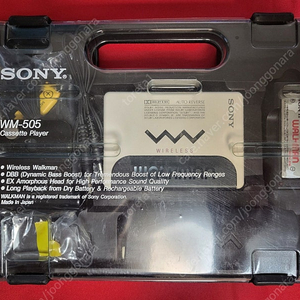 SONY
WM-505
Cassette Player
SONY
WIRELESS
• Wireless Walkman
• DBB (Dynamic Bass Boost) for Tremendous Boost of Low Frequency Ranges
• EX Amorphous Head for High Performance Sound Quality
• Long Playback from Dry Battery & Rechargeable Battery
WALKMAN is a registered trademark of Sony Corporation.
Made in Japan